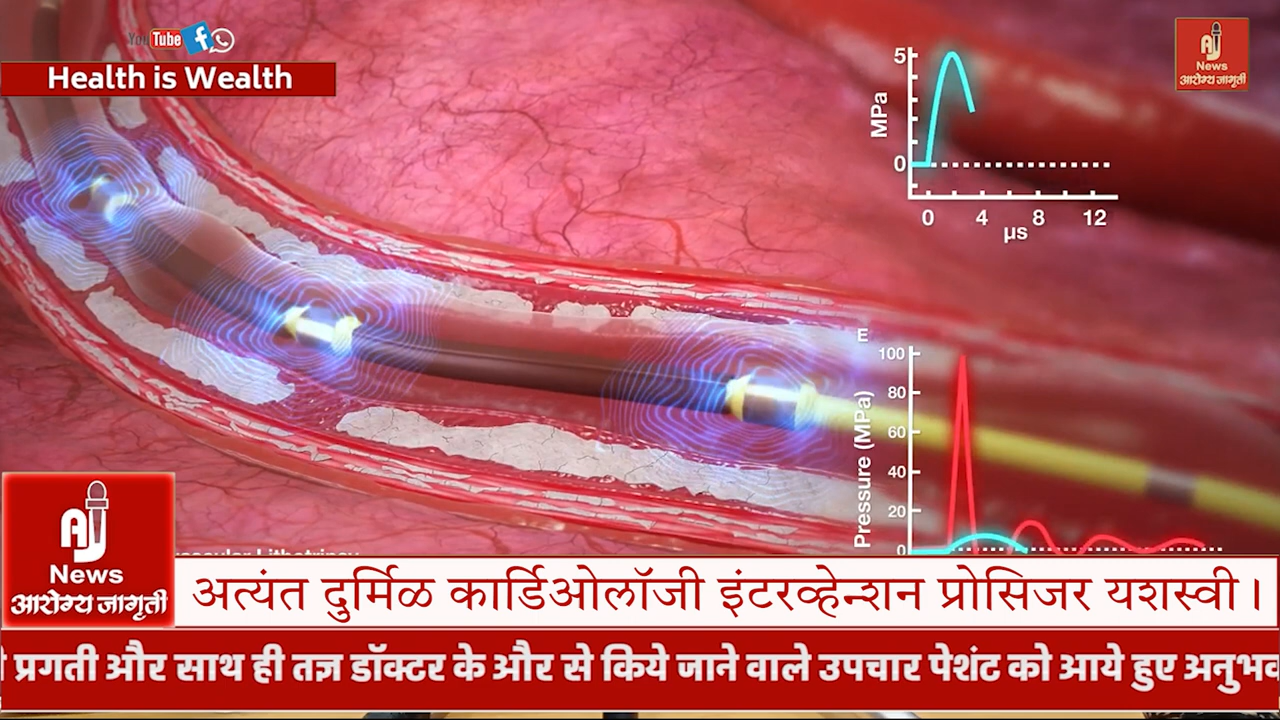 YouTube
Health is Wealth
AJ
News
आरोग्य जागृती
5
MPa
0
0 4 8 12
µs
E
100
80
Pressure (MPa)
60
40
20
0
AJ
News
आरोग्य जागृती
अत्यंत दुर्मिळ कार्डिओलॉजी इंटरव्हेन्शन प्रोसिजर यशस्वी।
प्रगती और साथ ही तज्ञ डॉक्टर के और से किये जाने वाले उपचार पेशंट को आये हुए अनुभव